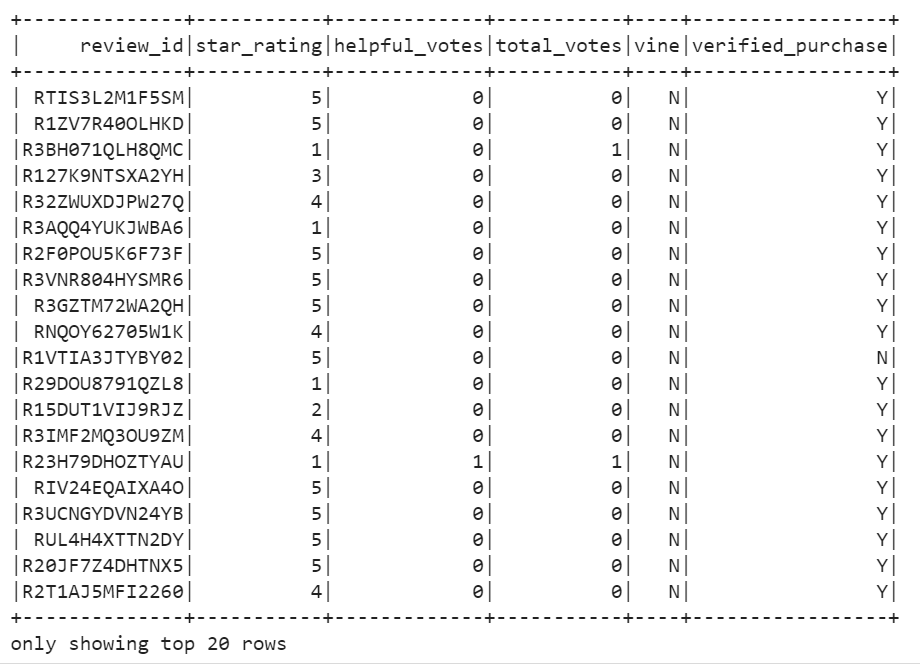 +--------------+-----------+-------------+-----------+----+-----------------+
|     review_id|star_rating|helpful_votes|total_votes|vine|verified_purchase|
+--------------+-----------+-------------+-----------+----+-----------------+
| RTIS3L2M1F5SM|          5|            0|          0|   N|                Y|
| R1ZV7R40OLHKD|          5|            0|          0|   N|                Y|
|R3BH071QLH8QMC|          1|            0|          1|   N|                Y|
|R127K9NTSXA2YH|          3|            0|          0|   N|                Y|
|R32ZWUXDJPW27Q|          4|            0|          0|   N|                Y|
|R3AQQ4YUKJWBA6|          1|            0|          0|   N|                Y|
|R2F0POU5K6F73F|          5|            0|          0|   N|                Y|
|R3VNR804HYSMR6|          5|            0|          0|   N|                Y|
| R3GZTM72WA2QH|          5|            0|          0|   N|                Y|
| RNQOY62705W1K|          4|            0|          0|   N|                Y|
|R1VTIA3JTYBY02|          5|            0|          0|   N|                N|
|R29DOU8791QZL8|          1|            0|          0|   N|                Y|
|R15DUT1VIJ9RJZ|          2|            0|          0|   N|                Y|
|R3IMF2MQ3OU9ZM|          4|            0|          0|   N|                Y|
|R23H79DHOZTYAU|          1|            1|          1|   N|                Y|
| RIV24EQAIXA4O|          5|            0|          0|   N|                Y|
|R3UCNGYDVN24YB|          5|            0|          0|   N|                Y|
| RUL4H4XTTN2DY|          5|            0|          0|   N|                Y|
|R20JF7Z4DHTNX5|          5|            0|          0|   N|                Y|
|R2T1AJ5MFI2260|          4|            0|          0|   N|                Y|
+--------------+-----------+-------------+-----------+----+-----------------+
only showing top 20 rows